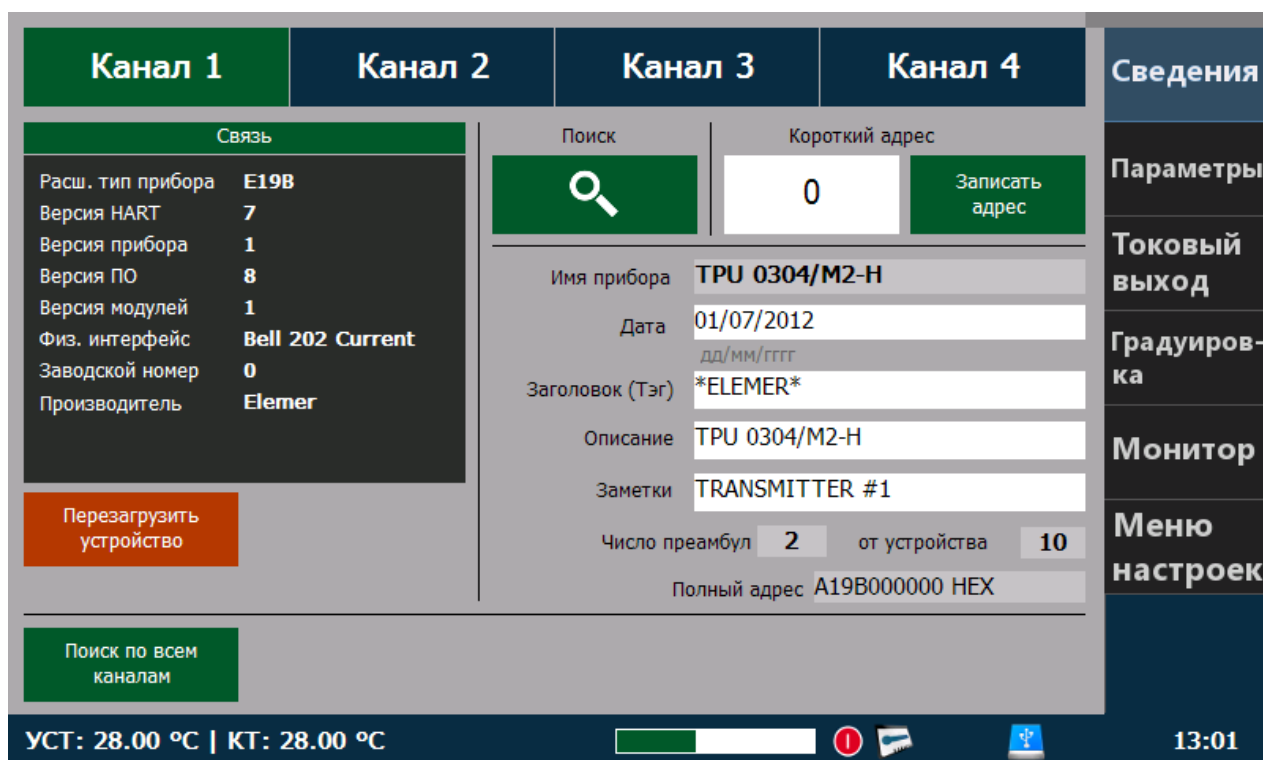 Канал 1
Канал 2
Канал 3
Канал 4
Связь
Расш. тип прибора E19B
Версия HART 7
Версия прибора 1
Версия ПО 8
Версия модулей 1
Физ. интерфейс Bell 202 Current
Заводской номер 0
Производитель Elemer
Перезагрузить
устройство
Поиск
Короткий адрес
0
Записать
адрес
Имя прибора TPU 0304/M2-H
Дата 01/07/2012
дд/мм/гггг
Заголовок (Тэг) *ELEMER*
Описание TPU 0304/M2-H
Заметки TRANSMITTER #1
Число преамбул 2 от устройства 10
Полный адрес A19B000000 HEX
Поиск по всем
каналам
Сведения
Параметры
Токовый
выход
Градуиров-
ка
Монитор
Меню
настроек
УСТ: 28.00 ºC | КТ: 28.00 ºC
13:01